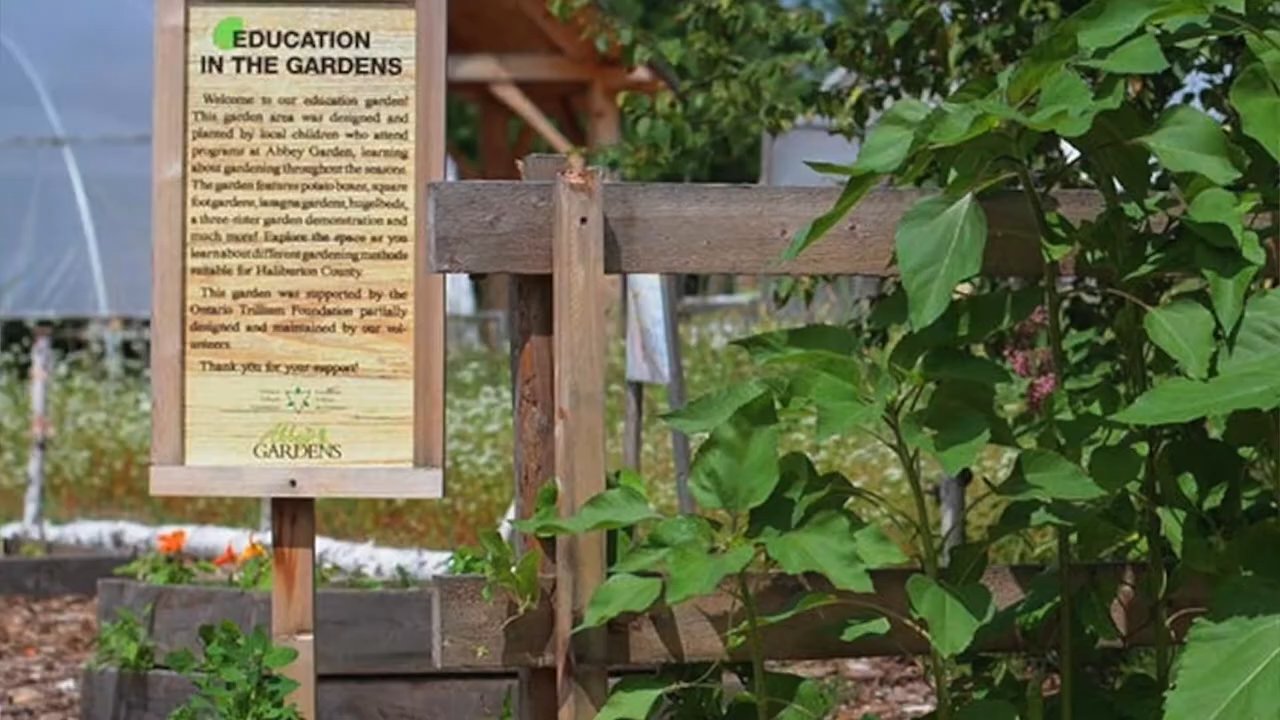 EDUCATION
IN THE GARDENS
Welcome to our education garden!
This garden area was designed and
planted by local children who attend
programs at Abbey Garden, learning
about gardening throughout the seasons.
The garden features potato boxes, square
foot gardens, lasagna gardens, hugelbeds,
a three-sister garden demonstration and
much more! Explore the space as you
learn about different gardening methods
suitable for Haliburton County.
This garden was supported by the
Ontario Trillium Foundation partially
designed and maintained by our vol-
unteers.
Thank you for your support!
Abbey
GARDENS